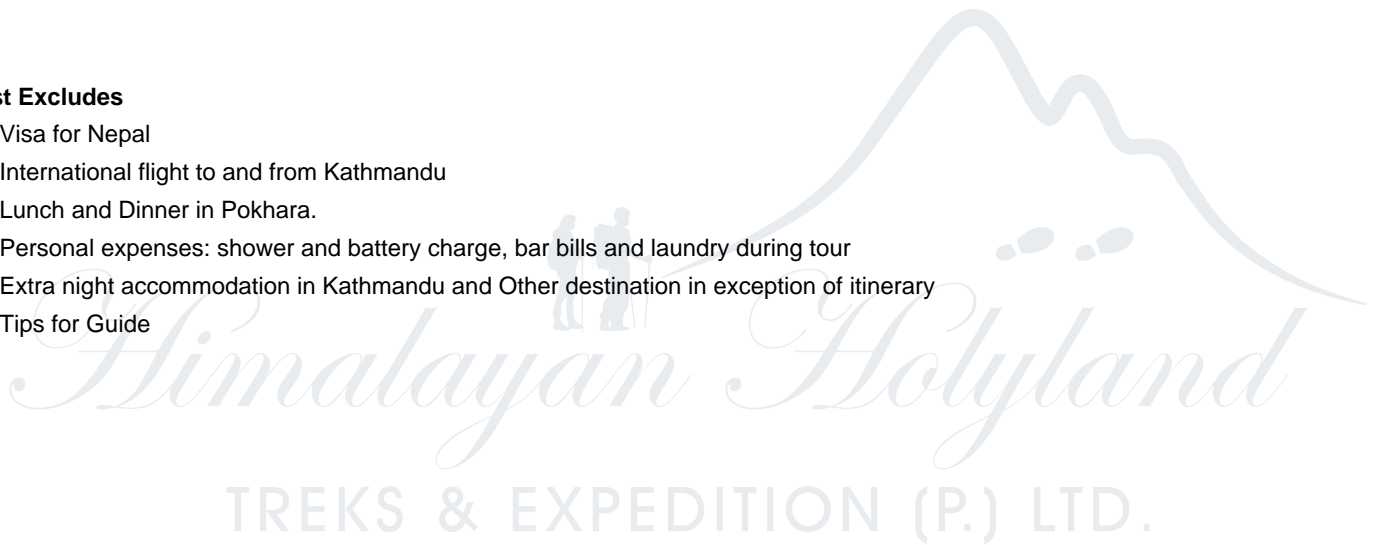 st Excludes
Visa for Nepal
International flight to and from Kathmandu
Lunch and Dinner in Pokhara.
Personal expenses: shower and battery charge, bar bills and laundry during tour
Extra night accommodation in Kathmandu and Other destination in exception of itinerary
Tips for Guide
Himalayan Holyland
TREKS & EXPEDITION (P.) LTD.